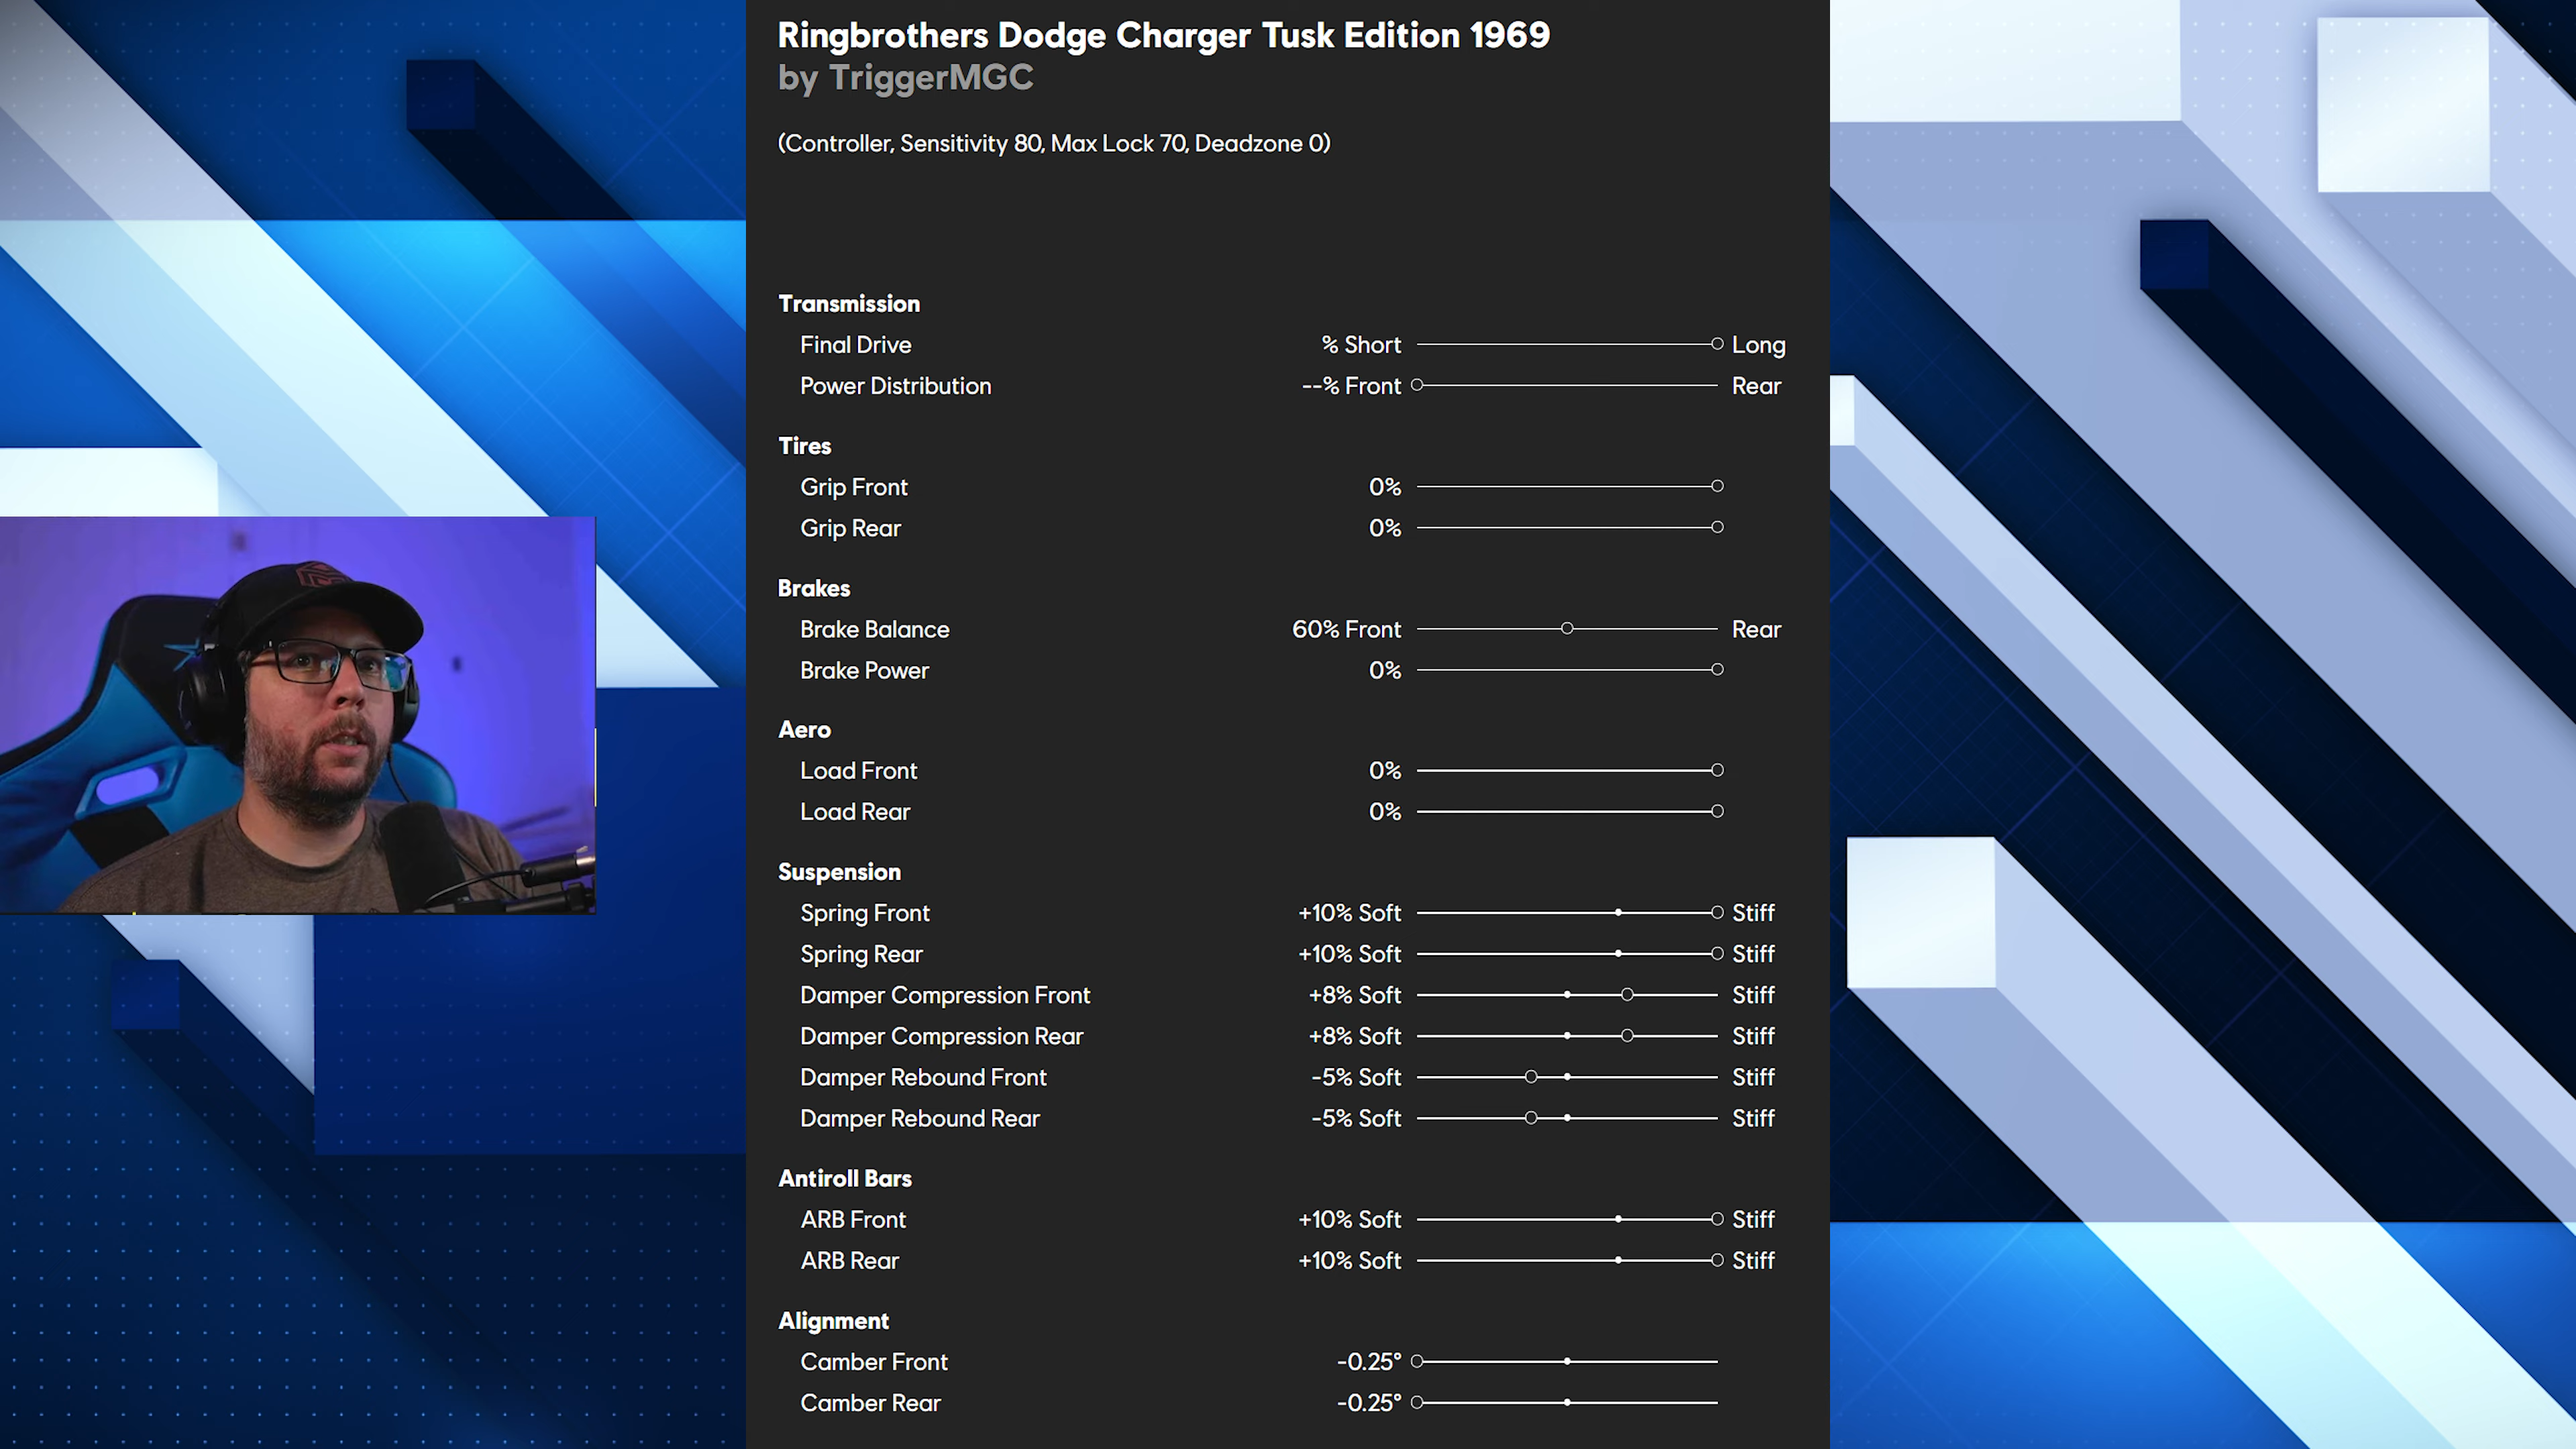 Ringbrothers Dodge Charger Tusk Edition 1969
by TriggerMGC
(Controller, Sensitivity 80, Max Lock 70, Deadzone 0)
Transmission
Final Drive % Short Long
Power Distribution --% Front Rear
Tires
Grip Front 0%
Grip Rear 0%
Brakes
Brake Balance 60% Front Rear
Brake Power 0%
Aero
Load Front 0%
Load Rear 0%
Suspension
Spring Front +10% Soft Stiff
Spring Rear +10% Soft Stiff
Damper Compression Front +8% Soft Stiff
Damper Compression Rear +8% Soft Stiff
Damper Rebound Front -5% Soft Stiff
Damper Rebound Rear -5% Soft Stiff
Antiroll Bars
ARB Front +10% Soft Stiff
ARB Rear +10% Soft Stiff
Alignment
Camber Front -0.25°
Camber Rear -0.25°